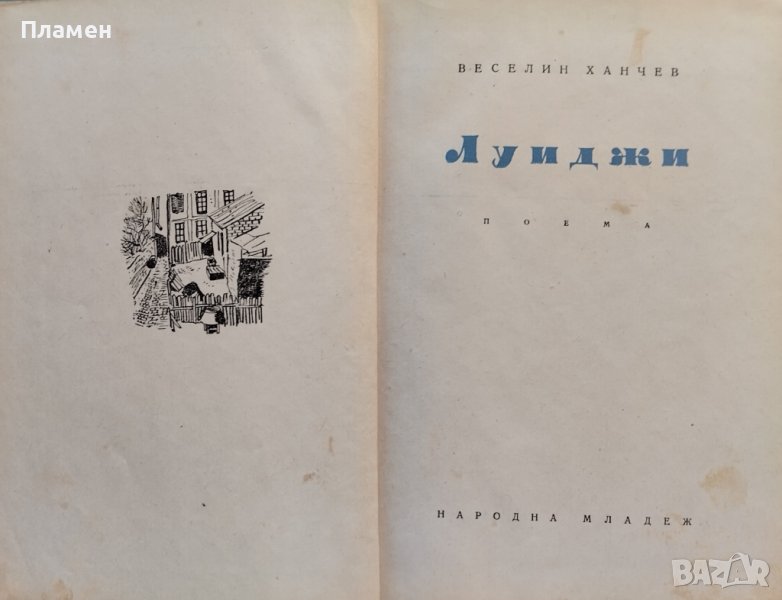 Пламен
ВЕСЕЛИН ХАНЧЕВ
Луиджи
ПОЕМА
НАРОДНА МЛАДЕЖ
BAZAR